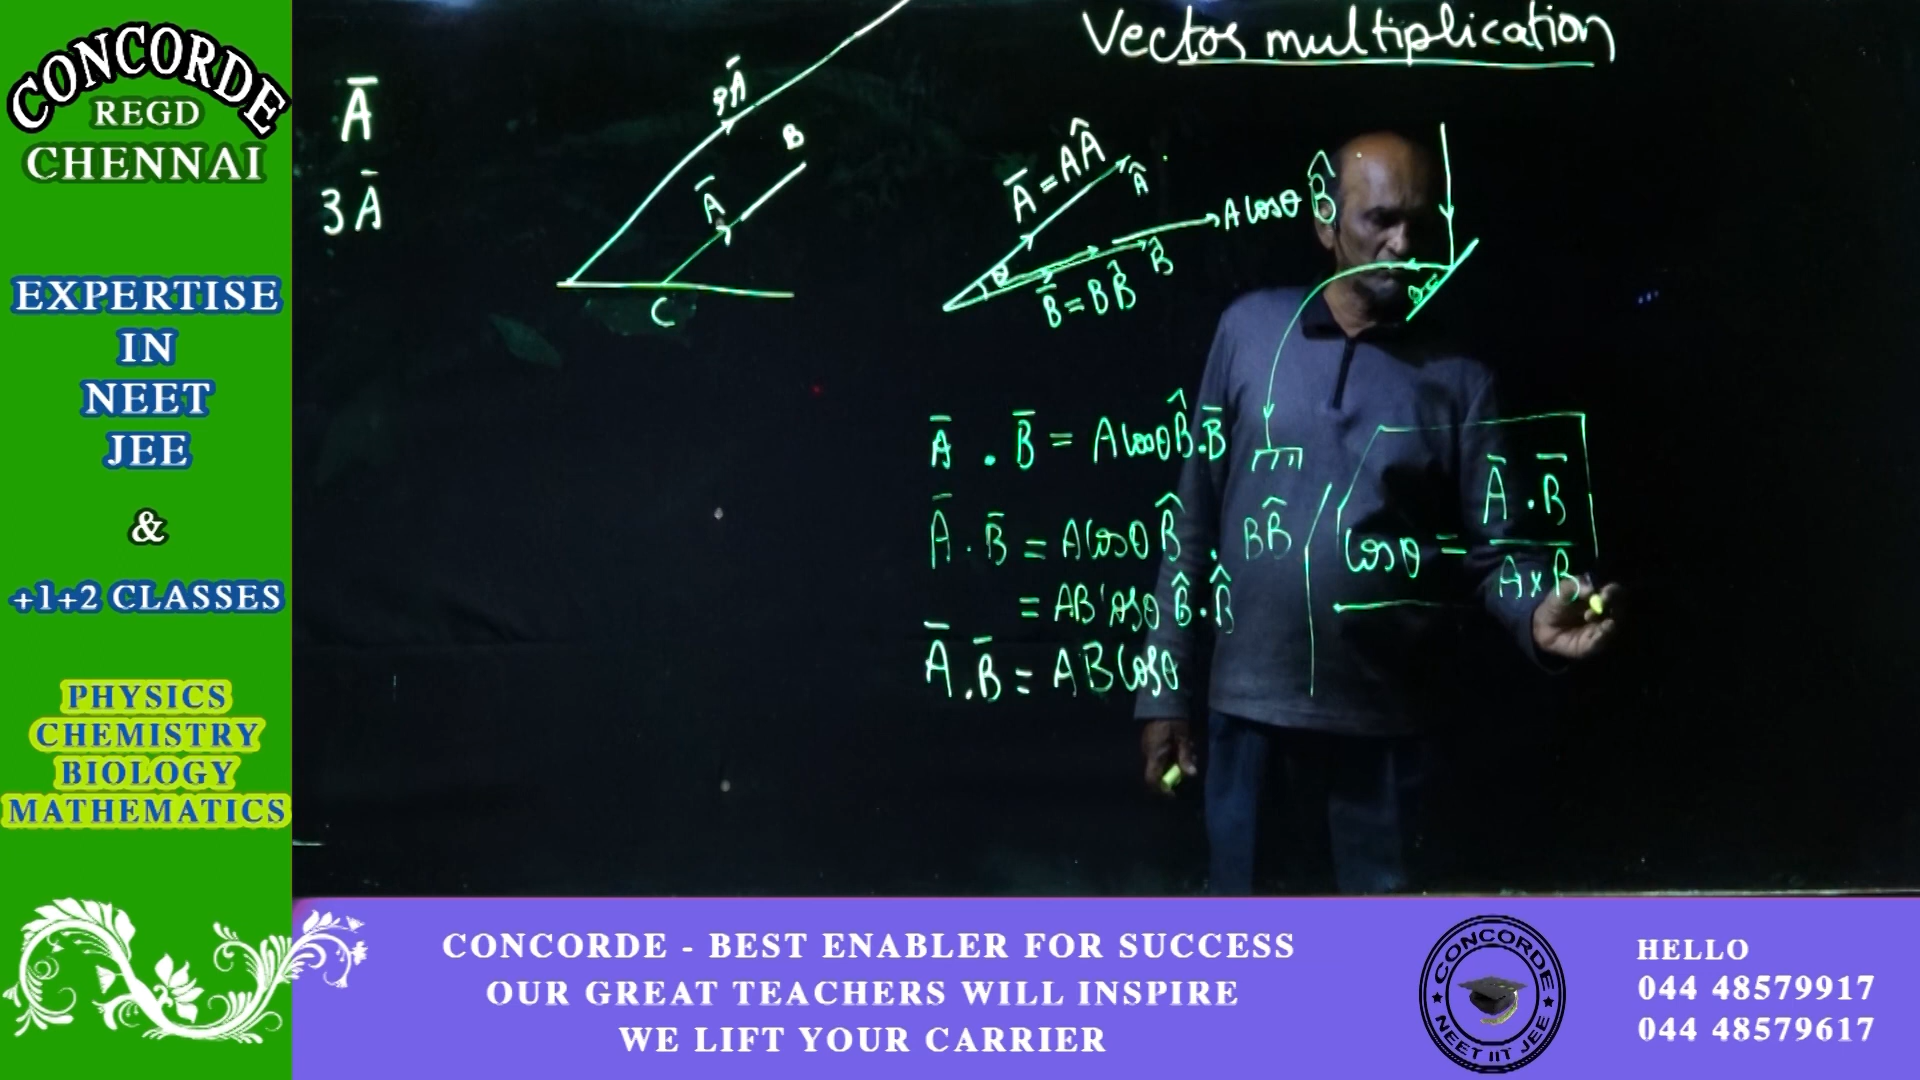 CONCORDE
REGD
CHENNAI
EXPERTISE
IN
NEET
JEE
&
+1+2 CLASSES
PHYSICS
CHEMISTRY
BIOLOGY
MATHEMATICS
Vector multiplication
A̅
3A̅
3A̅
A̅
B
C
A̅ = AÂ
Â
θ
A cosθ B̂
B̂
B̅ = BB̂
A̅ . B̅ = A cosθ B̂ . B̅
A̅ . B̅ = A cosθ B̂ . BB̂
= AB cosθ B̂ . B̂
A̅ . B̅ = AB cosθ
cosθ = A̅ . B̅
A × B
CONCORDE - BEST ENABLER FOR SUCCESS
OUR GREAT TEACHERS WILL INSPIRE
WE LIFT YOUR CARRIER
CONCORDE
NEET IIT JEE
HELLO
044 48579917
044 48579617